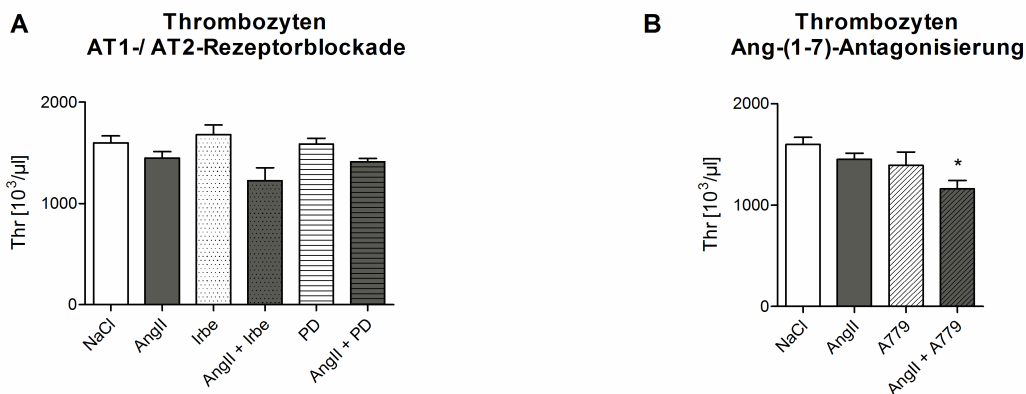 A
Thrombozyten
AT1-/ AT2-Rezeptorblockade
Thr [10³/µl]
2000
1000
0
NaCl
AngII
Irbe
AngII + Irbe
PD
AngII + PD
B
Thrombozyten
Ang-(1-7)-Antagonisierung
Thr [10³/µl]
2000
1000
0
*
NaCl
AngII
A779
AngII + A779